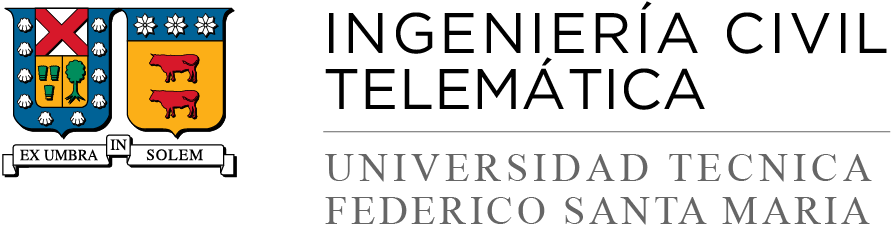 EX UMBRA IN SOLEM
INGENIERÍA CIVIL
TELEMÁTICA
UNIVERSIDAD TECNICA
FEDERICO SANTA MARIA